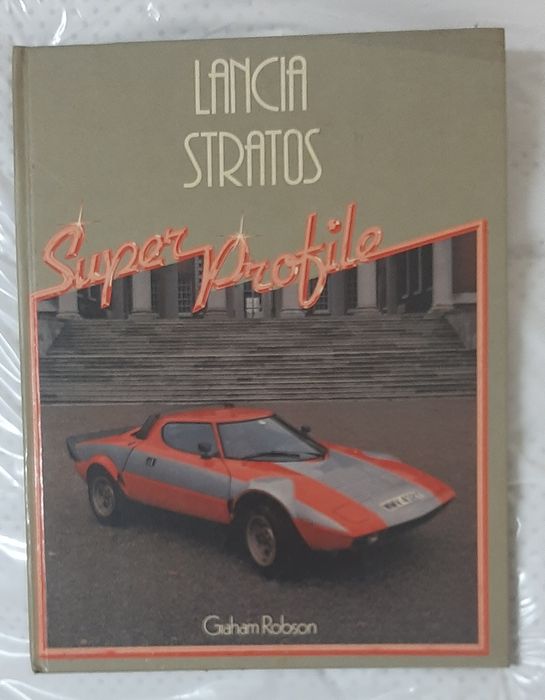 LANCIA
STRATOS
Super Profile
Graham Robson